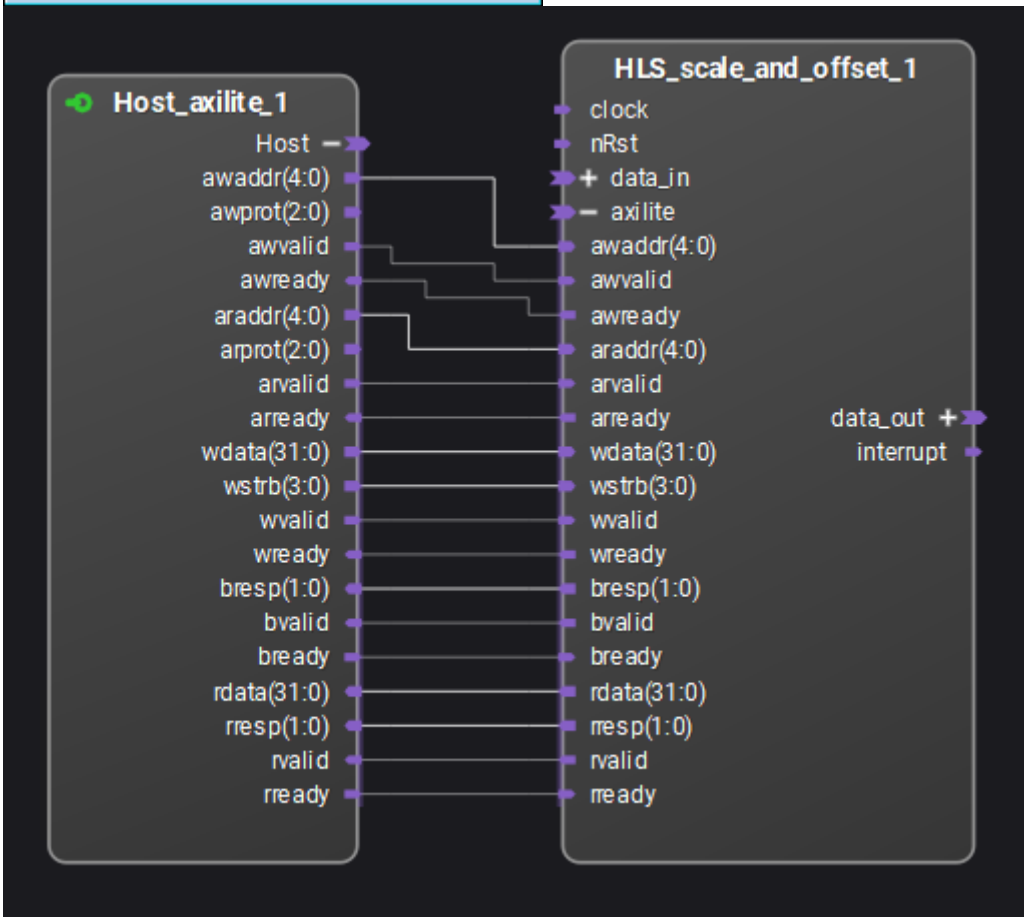 Host_axilite_1
Host
awaddr(4:0)
awprot(2:0)
awvalid
awready
araddr(4:0)
arprot(2:0)
arvalid
arready
wdata(31:0)
wstrb(3:0)
wvalid
wready
bresp(1:0)
bvalid
bready
rdata(31:0)
rresp(1:0)
rvalid
rready
HLS_scale_and_offset_1
clock
nRst
+ data_in
− axilite
awaddr(4:0)
awvalid
awready
araddr(4:0)
arvalid
arready
wdata(31:0)
wstrb(3:0)
wvalid
wready
bresp(1:0)
bvalid
bready
rdata(31:0)
rresp(1:0)
rvalid
rready
data_out +
interrupt